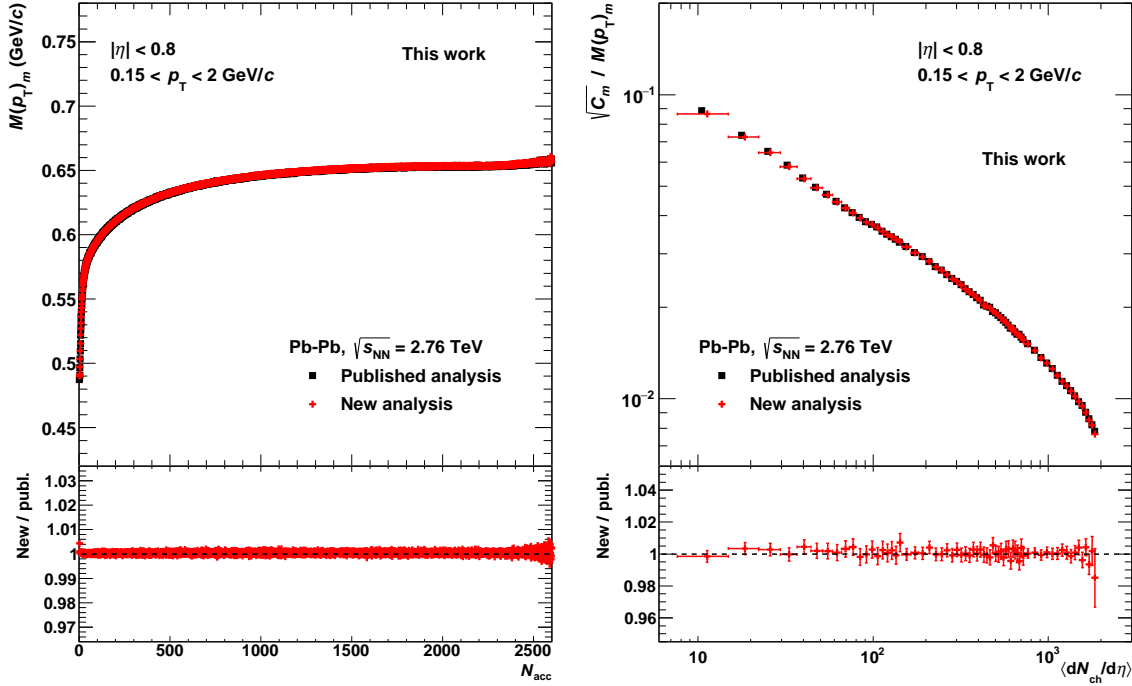 M(p_T)_m (GeV/c)
0.75
0.7
0.65
0.6
0.55
0.5
0.45
|η| < 0.8
0.15 < p_T < 2 GeV/c
This work
Pb-Pb, √s_NN = 2.76 TeV
Published analysis
New analysis
New / publ.
1.03
1.02
1.01
1
0.99
0.98
0.97
0 500 1000 1500 2000 2500
N_acc
√C_m / M(p_T)_m
10⁻¹
10⁻²
|η| < 0.8
0.15 < p_T < 2 GeV/c
This work
Pb-Pb, √s_NN = 2.76 TeV
Published analysis
New analysis
New / publ.
1.04
1.02
1
0.98
0.96
10 10² 10³
⟨dN_ch/dη⟩